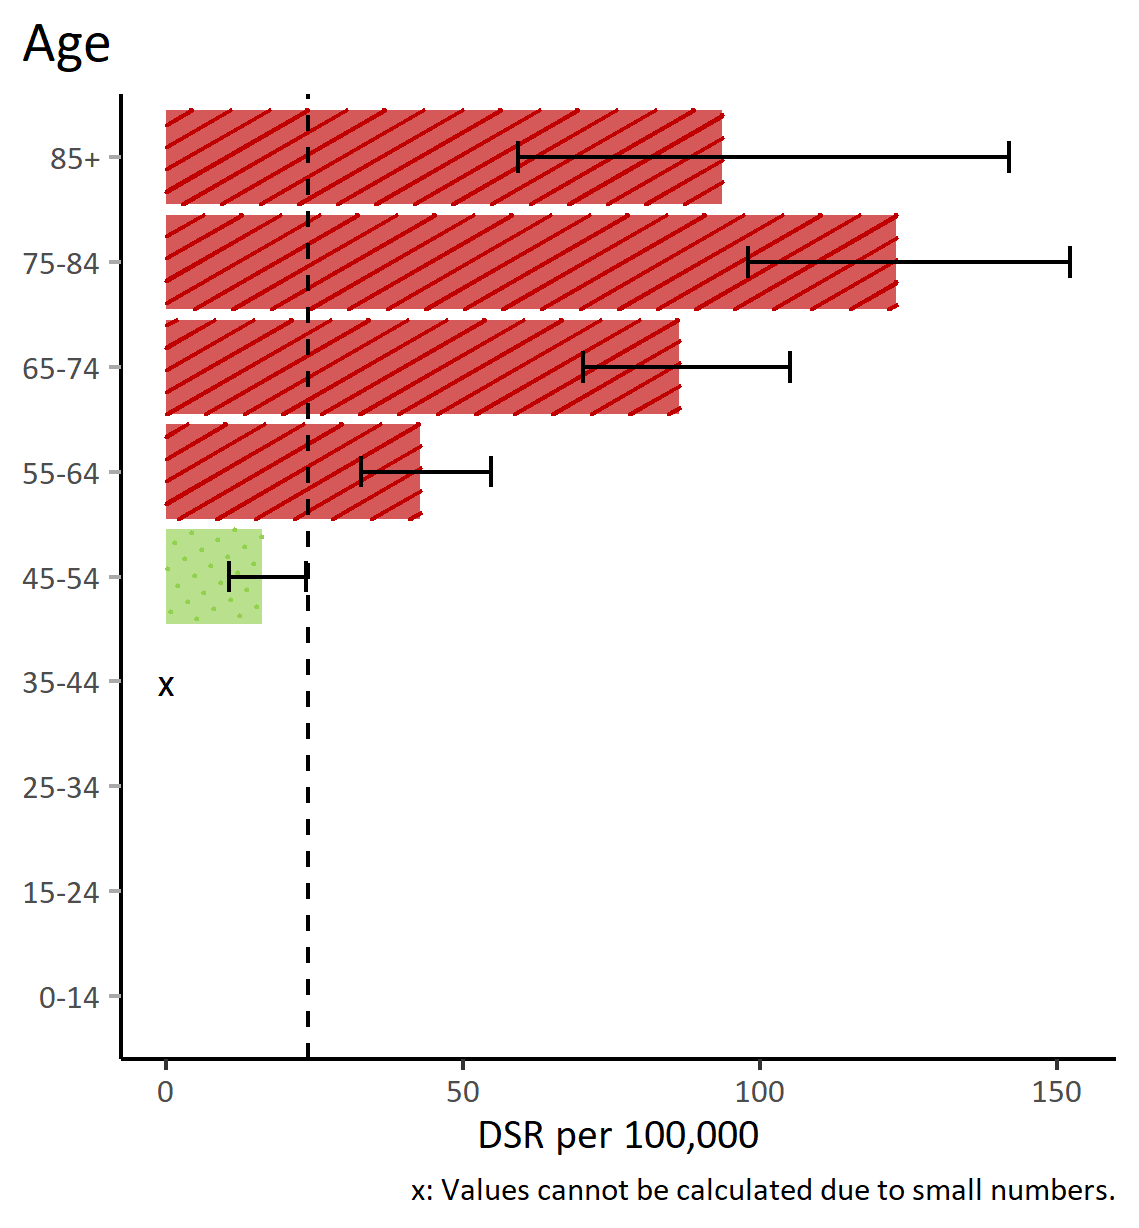 Age
85+
75-84
65-74
55-64
45-54
35-44
x
25-34
15-24
0-14
0 50 100 150
DSR per 100,000
x: Values cannot be calculated due to small numbers.